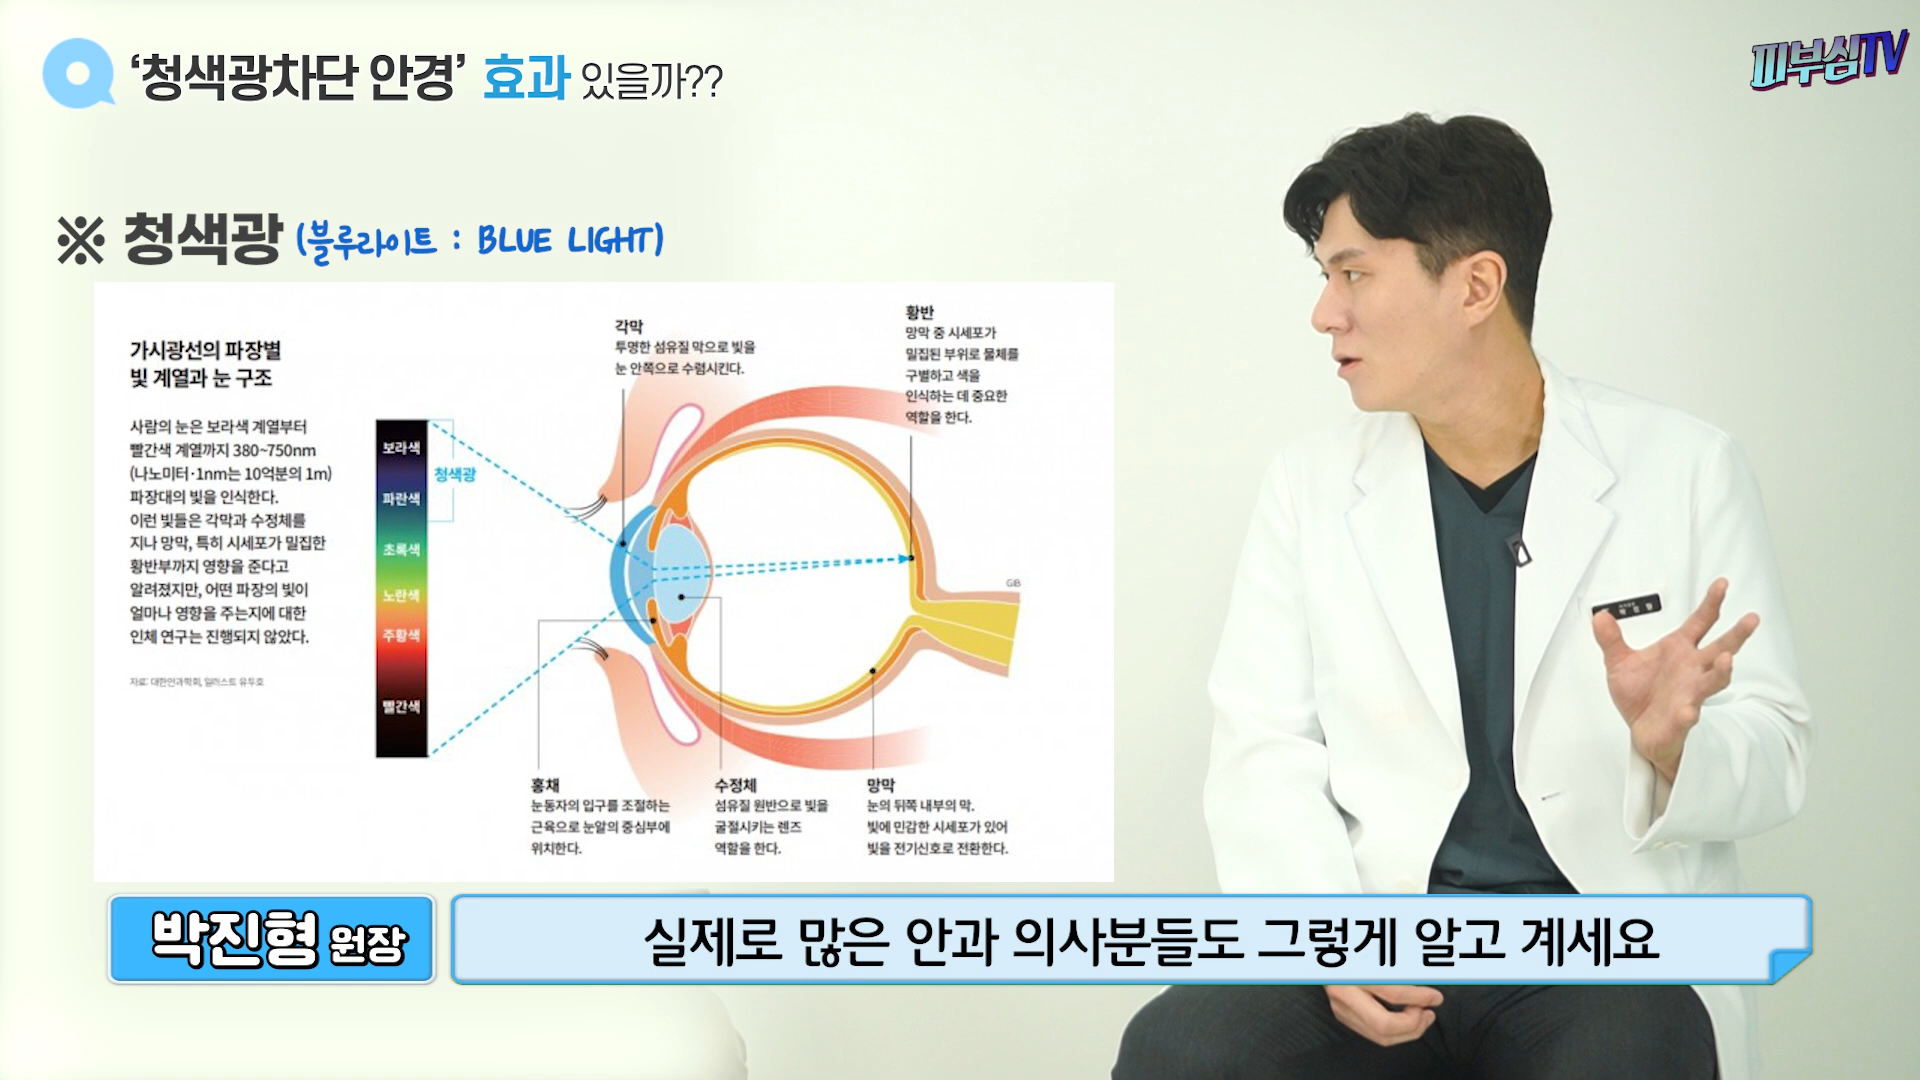 ‘청색광차단 안경’ 효과 있을까??
피부심TV
※ 청색광 (블루라이트 : BLUE LIGHT)
가시광선의 파장별
빛 계열과 눈 구조
사람의 눈은 보라색 계열부터
빨간색 계열까지 380~750nm
(나노미터·1nm는 10억분의 1m)
파장대의 빛을 인식한다.
이런 빛들은 각막과 수정체를
지나 망막, 특히 시세포가 밀집한
황반부까지 영향을 준다고
알려졌지만, 어떤 파장의 빛이
얼마나 영향을 주는지에 대한
인체 연구는 진행되지 않았다.
자료: 대한안과학회, 일러스트 유두호
보라색
파란색
초록색
노란색
주황색
빨간색
청색광
각막
투명한 섬유질 막으로 빛을
눈 안쪽으로 수렴시킨다.
황반
망막 중 시세포가
밀집된 부위로 물체를
구별하고 색을
인식하는 데 중요한
역할을 한다.
GIB
홍채
눈동자의 입구를 조절하는
근육으로 눈알의 중심부에
위치한다.
수정체
섬유질 원반으로 빛을
굴절시키는 렌즈
역할을 한다.
망막
눈의 뒤쪽 내부의 막.
빛에 민감한 시세포가 있어
빛을 전기신호로 전환한다.
박진형 원장
실제로 많은 안과 의사분들도 그렇게 알고 계세요